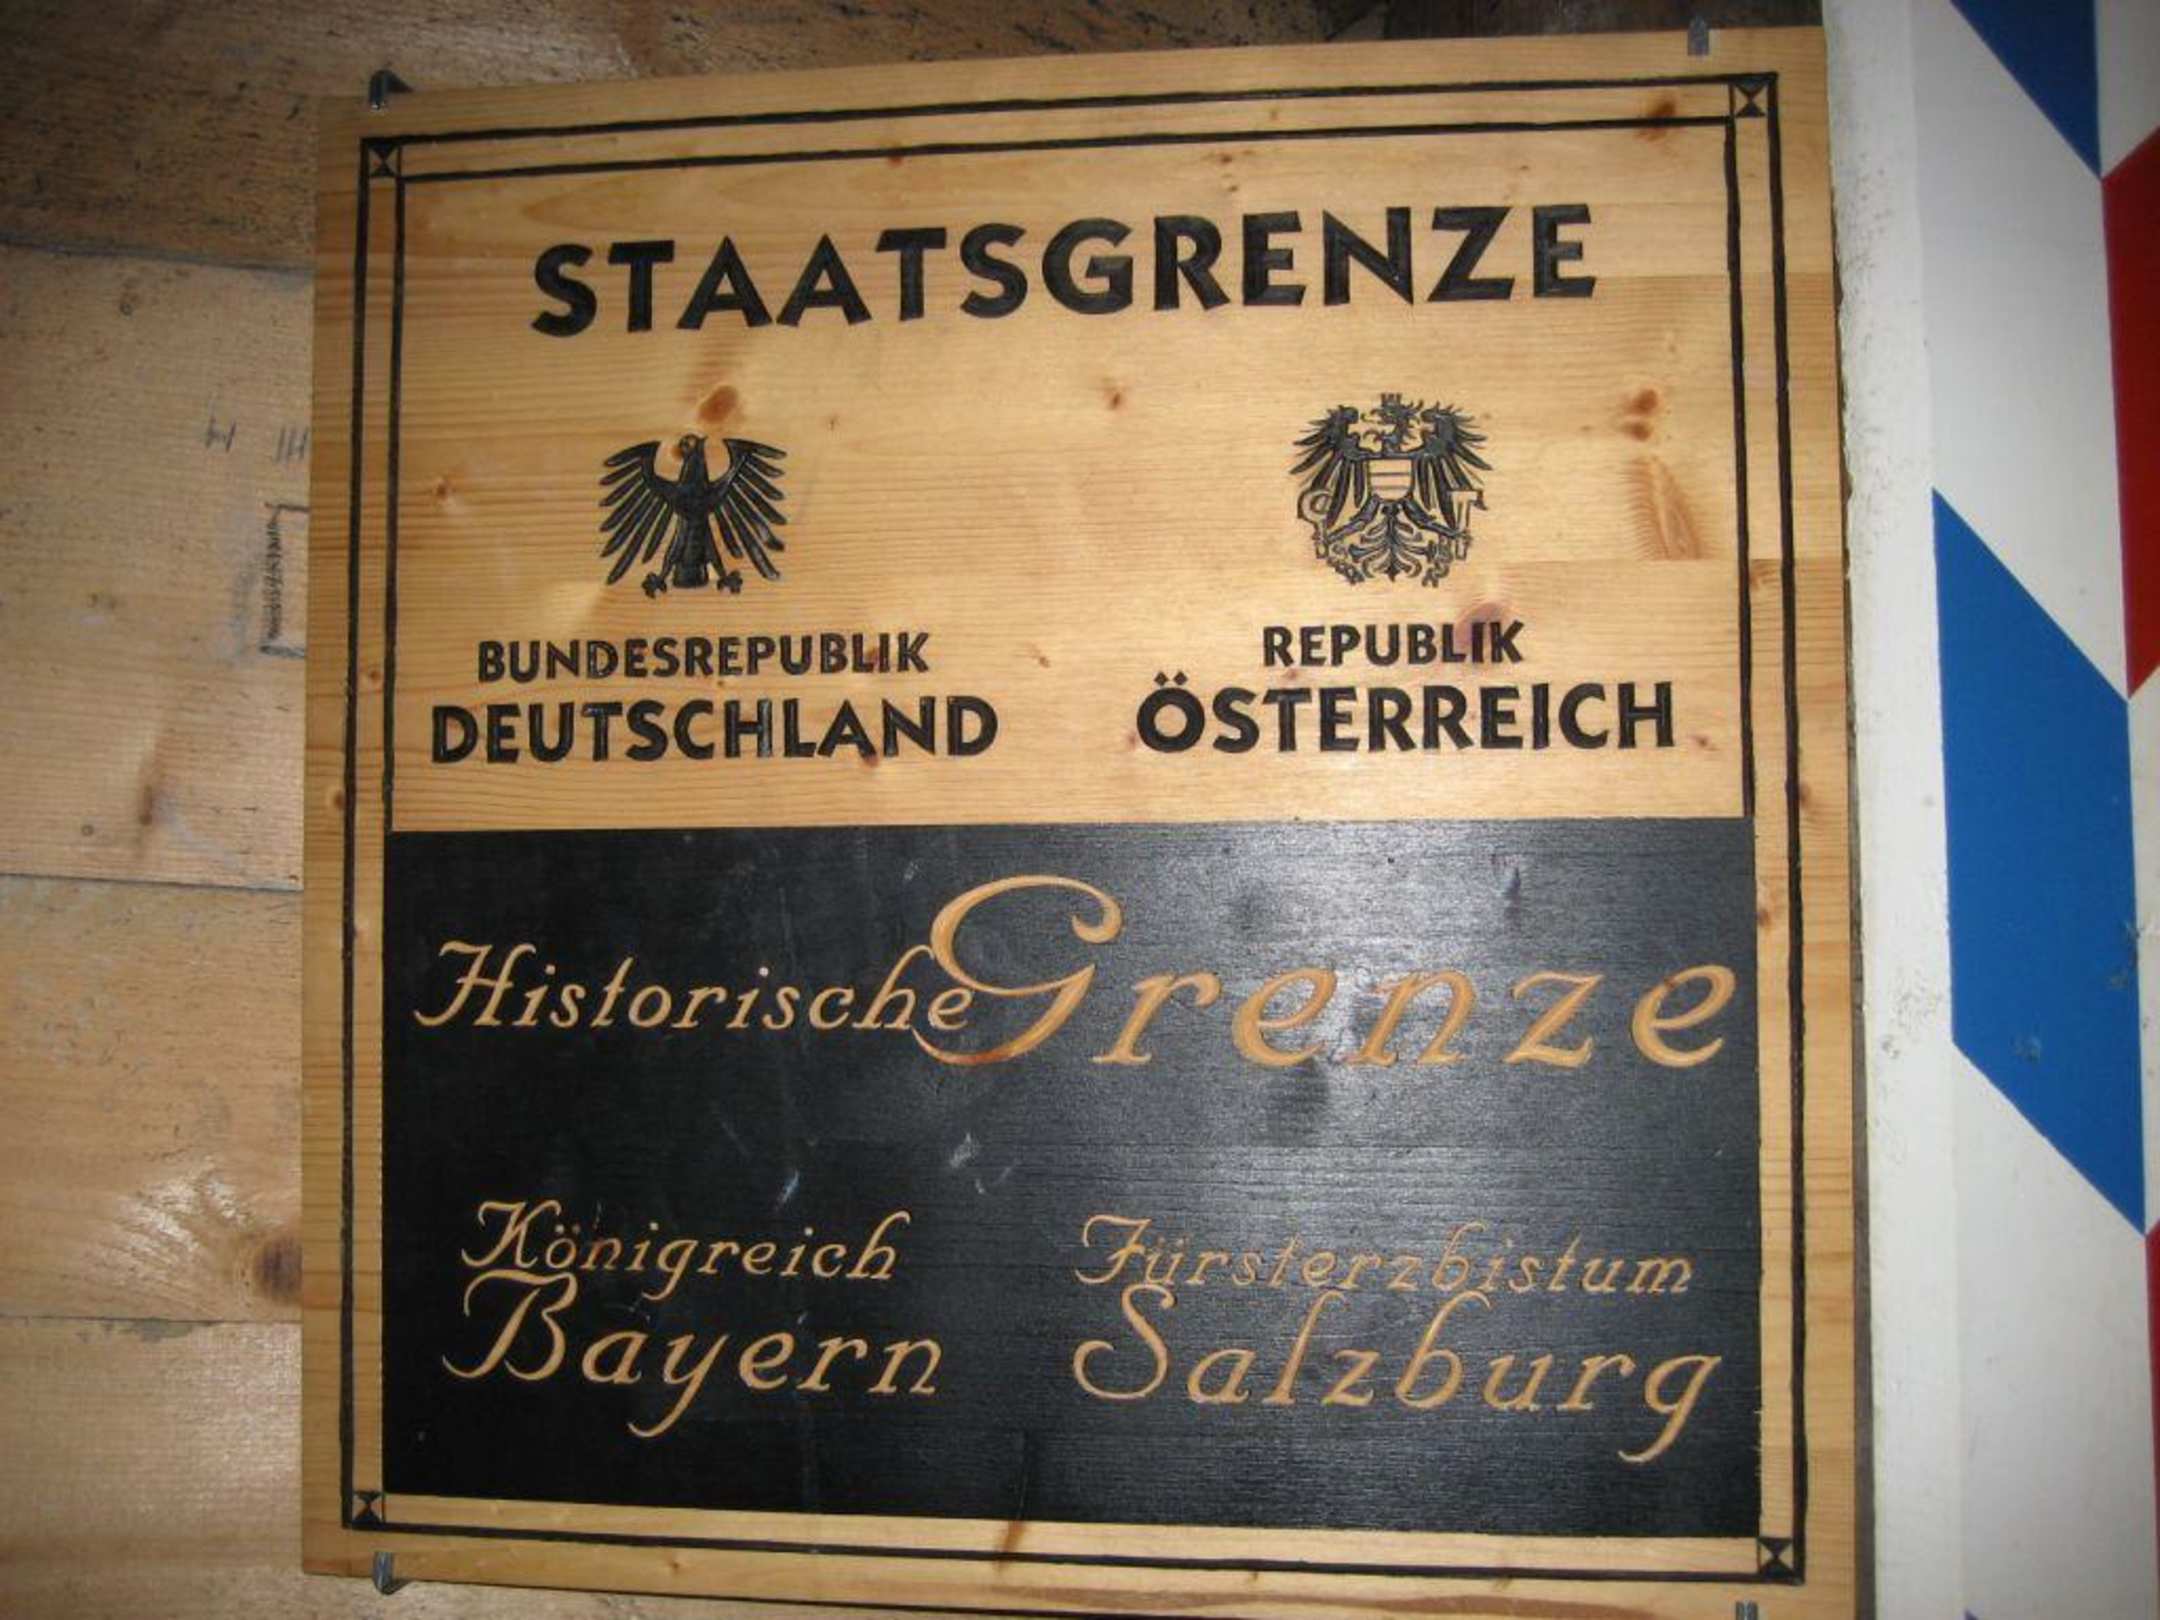 STAATSGRENZE
BUNDESREPUBLIK
DEUTSCHLAND
REPUBLIK
ÖSTERREICH
Historische Grenze
Königreich
Bayern
Fürsterzbistum
Salzburg